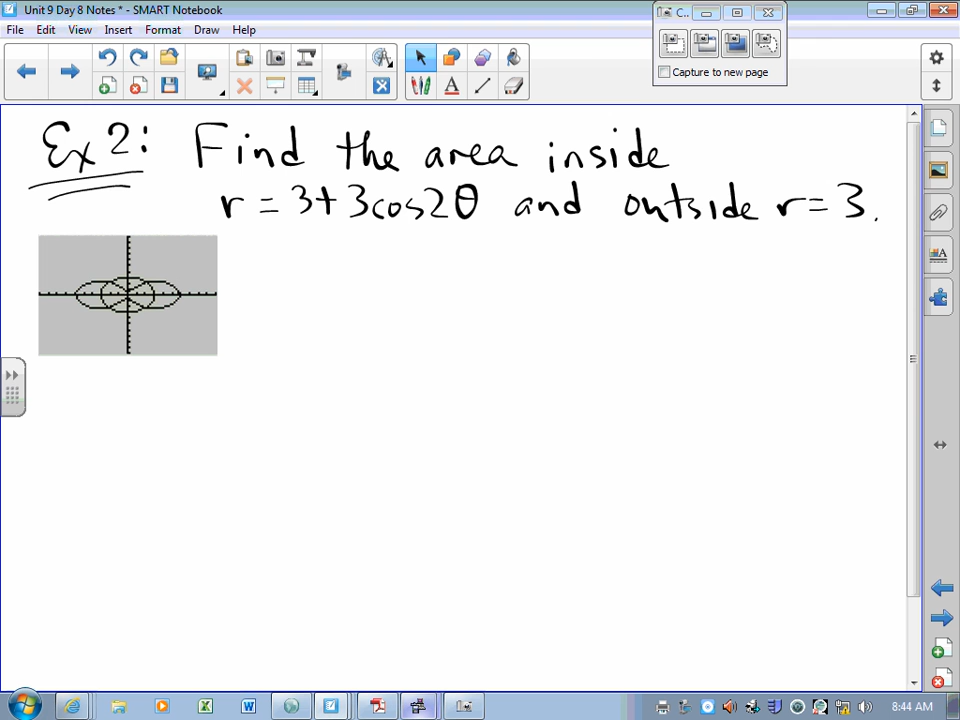 Unit 9 Day 8 Notes * - SMART Notebook
C..
File Edit View Insert Format Draw Help
Capture to new page
Ex 2: Find the area inside
r = 3 + 3cos2θ and outside r = 3.
8:44 AM